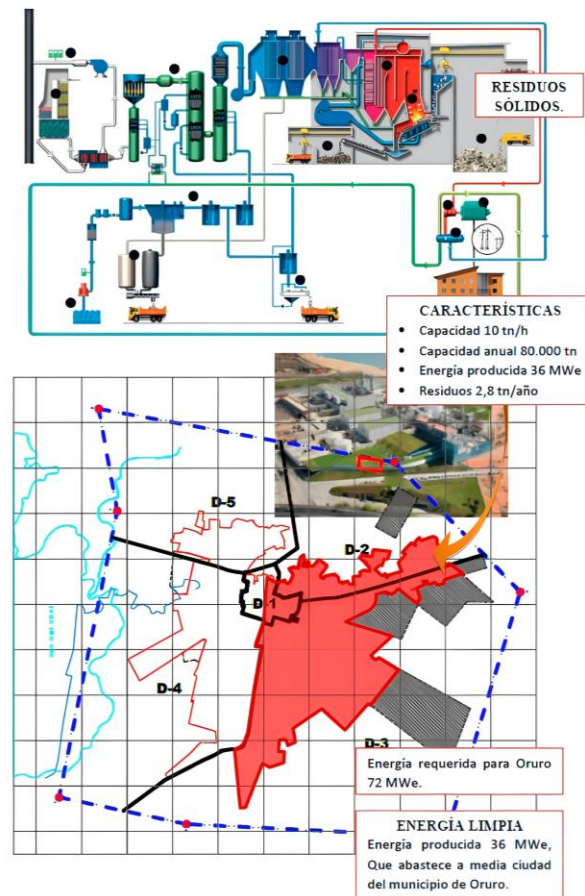 RESIDUOS
SÓLIDOS.
CARACTERÍSTICAS
• Capacidad 10 tn/h
• Capacidad anual 80.000 tn
• Energía producida 36 MWe
• Residuos 2,8 tn/año
D-5
D-2
D-1
D-4
D-3
Energía requerida para Oruro
72 MWe.
ENERGÍA LIMPIA
Energía producida 36 MWe,
Que abastece a media ciudad
del municipio de Oruro.